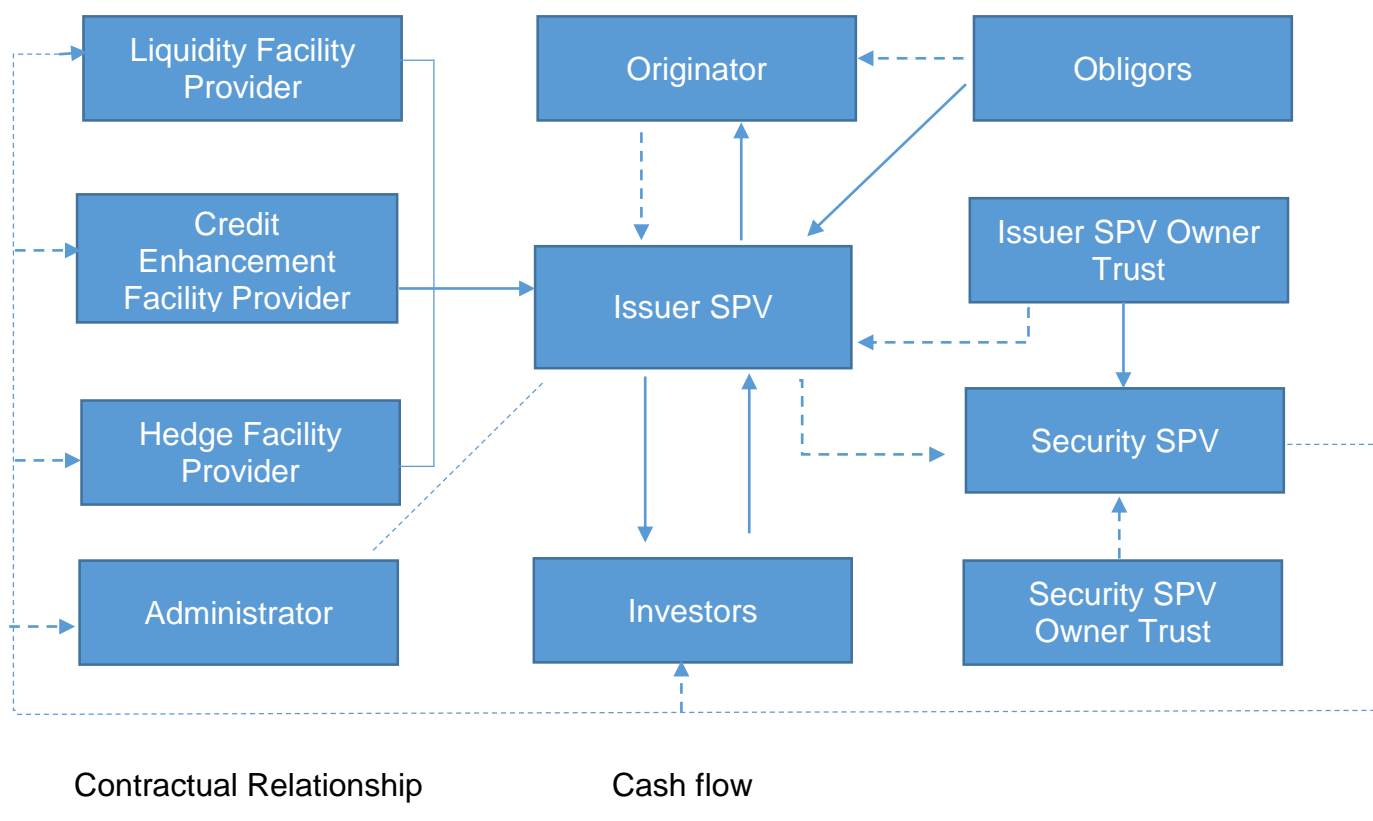 Liquidity Facility
Provider
Originator
Obligors
Credit
Enhancement
Facility Provider
Issuer SPV
Issuer SPV Owner
Trust
Hedge Facility
Provider
Security SPV
Administrator
Investors
Security SPV
Owner Trust
Contractual Relationship
Cash flow